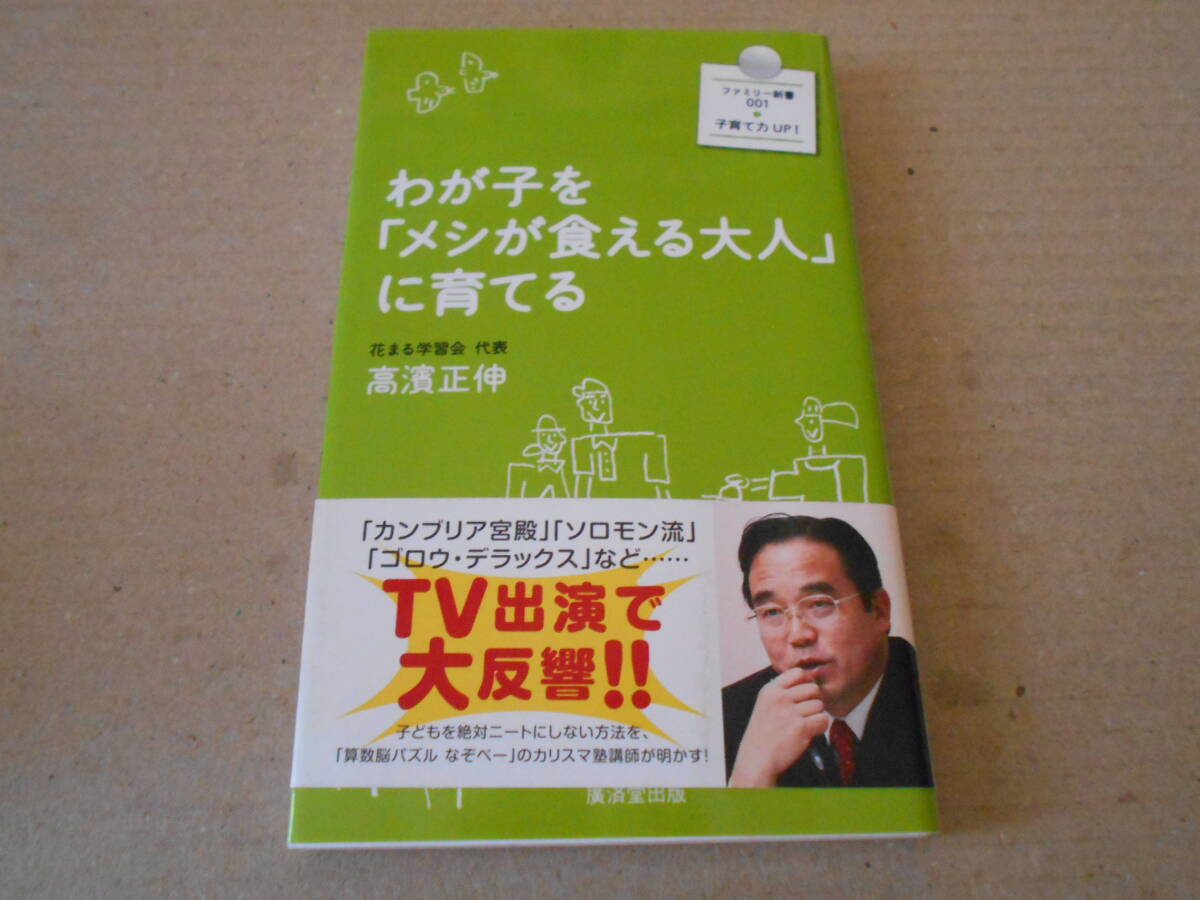 ファミリー新書
001
子育て力 UP!
わが子を
「メシが食える大人」
に育てる
花まる学習会 代表
高濱正伸
「カンブリア宮殿」「ソロモン流」
「ゴロウ・デラックス」など……
TV出演で
大反響!!
子どもを絶対ニートにしない方法を、
「算数脳パズル なぞぺー」のカリスマ塾講師が明かす!
廣済堂出版